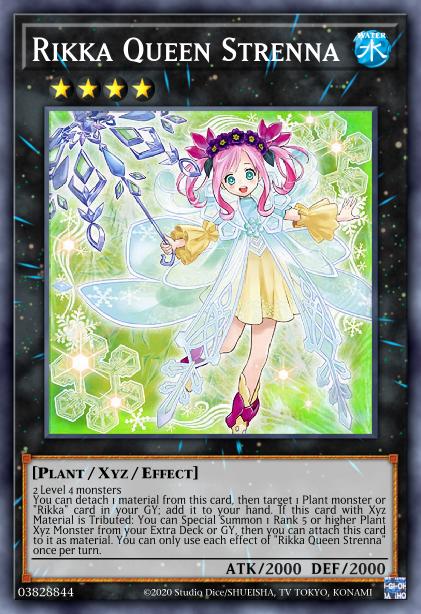 RIKKA QUEEN STRENNA
WATER
水
[PLANT / XYZ / EFFECT]
2 Level 4 monsters
You can detach 1 material from this card, then target 1 Plant monster or
"Rikka" card in your GY; add it to your hand. If this card with Xyz
Material is Tributed: You can Special Summon 1 Rank 5 or higher Plant
Xyz Monster from your Extra Deck or GY, then you can attach this card
to it as material. You can only use each effect of "Rikka Queen Strenna"
once per turn.
ATK/2000 DEF/2000
03828844
©2020 Studio Dice/SHUEISHA, TV TOKYO, KONAMI